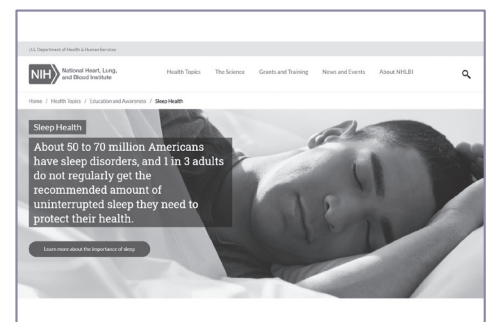 U.S. Department of Health & Human Services
NIH
National Heart, Lung,
and Blood Institute
Health Topics The Science Grants and Training News and Events About NHLBI
Home / Health Topics / Education and Awareness / Sleep Health
Sleep Health
About 50 to 70 million Americans
have sleep disorders, and 1 in 3 adults
do not regularly get the
recommended amount of
uninterrupted sleep they need to
protect their health.
Learn more about the importance of sleep